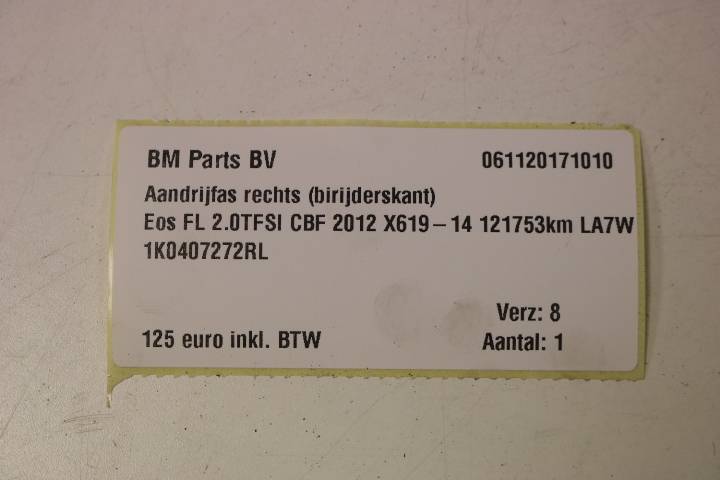 BM Parts BV 061120171010
Aandrijfas rechts (birijderskant)
Eos FL 2.0TFSI CBF 2012 X619-14 121753km LA7W
1K0407272RL
Verz: 8
125 euro inkl. BTW Aantal: 1